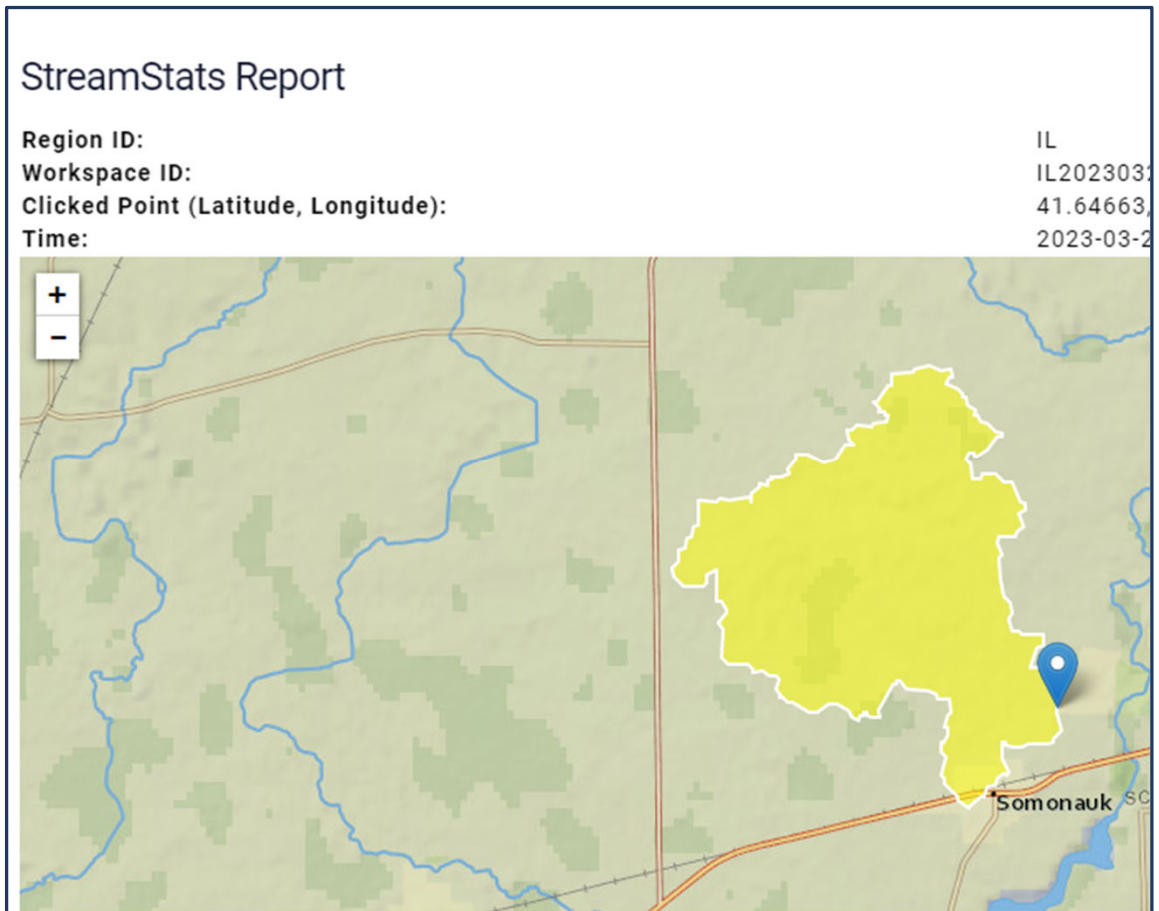 StreamStats Report
Region ID: IL
Workspace ID: IL2023032
Clicked Point (Latitude, Longitude): 41.64663,
Time: 2023-03-2
+
−
Somonauk
SC